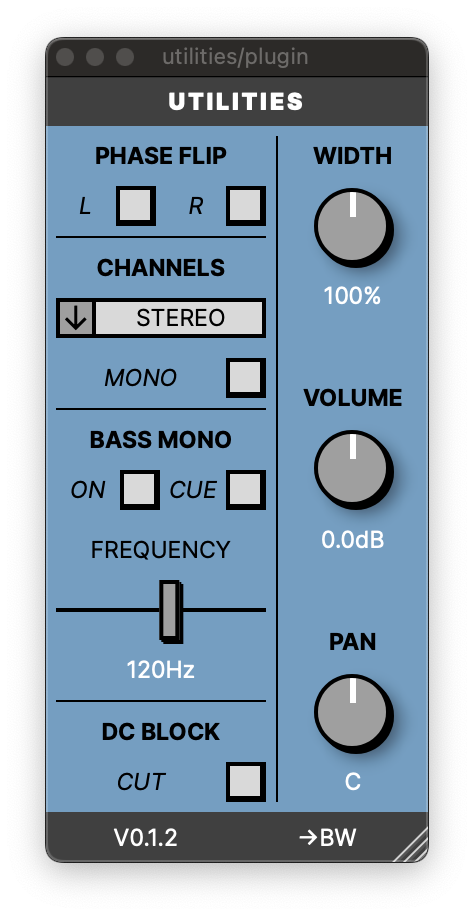 utilities/plugin
UTILITIES
PHASE FLIP
L R
CHANNELS
↓ STEREO
MONO
BASS MONO
ON CUE
FREQUENCY
120Hz
DC BLOCK
CUT
WIDTH
100%
VOLUME
0.0dB
PAN
C
V0.1.2 →BW